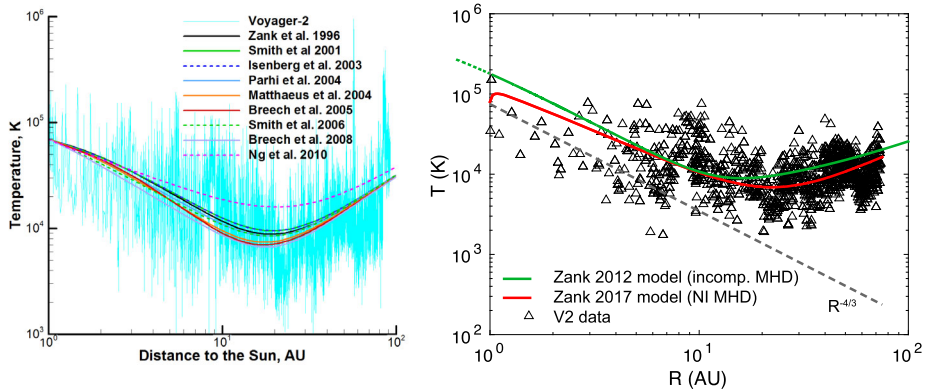 Temperature, K
10^6
10^5
10^4
10^3
Voyager-2
Zank et al. 1996
Smith et al 2001
Isenberg et al. 2003
Parhi et al. 2004
Matthaeus et al. 2004
Breech et al. 2005
Smith et al. 2006
Breech et al. 2008
Ng et al. 2010
10^0 10^1 10^2
Distance to the Sun, AU
T (K)
10^6
10^5
10^4
10^3
10^2
Zank 2012 model (incomp. MHD)
Zank 2017 model (NI MHD)
V2 data
R^-4/3
10^0 10^1 10^2
R (AU)